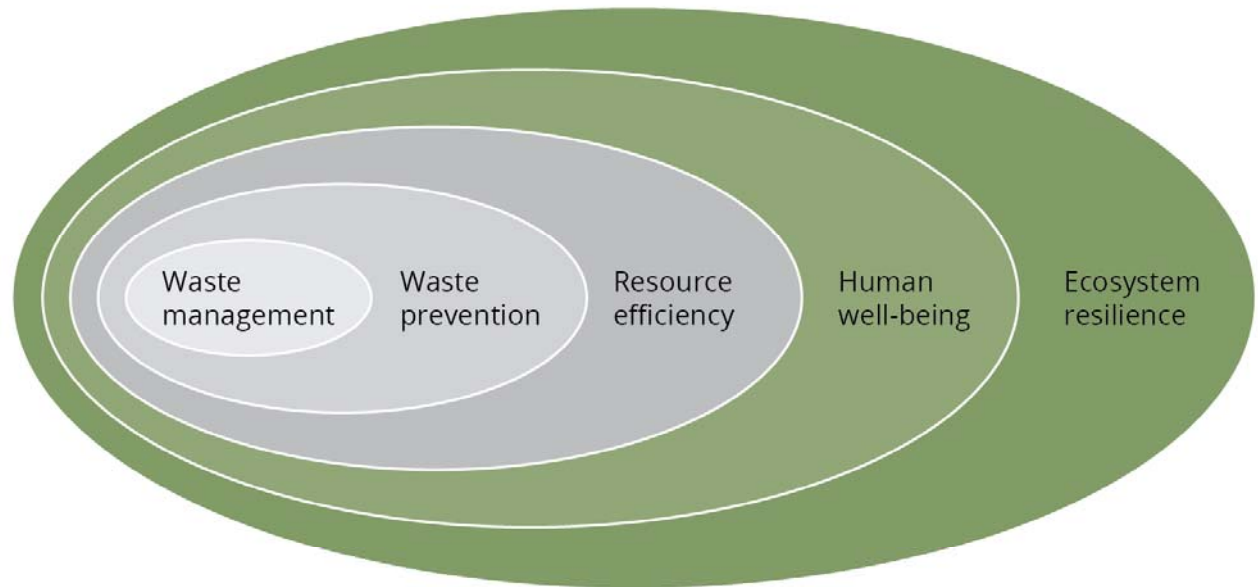 Waste
management
Waste
prevention
Resource
efficiency
Human
well-being
Ecosystem
resilience